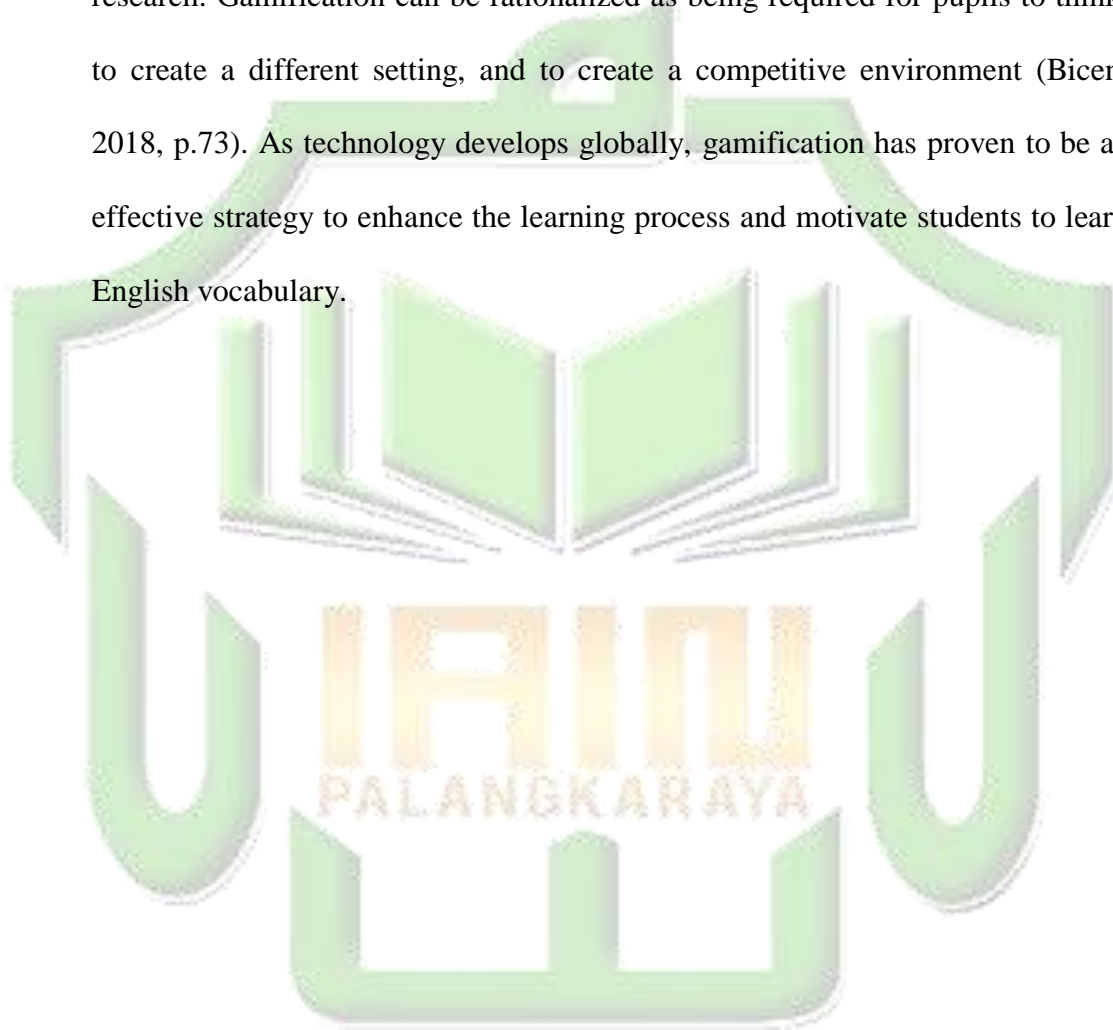 research. Gamification can be rationalized as being required for pupils to think
to create a different setting, and to create a competitive environment (Bicen
2018, p.73). As technology develops globally, gamification has proven to be a
effective strategy to enhance the learning process and motivate students to lear
English vocabulary.
IAIN
PALANGKARAYA